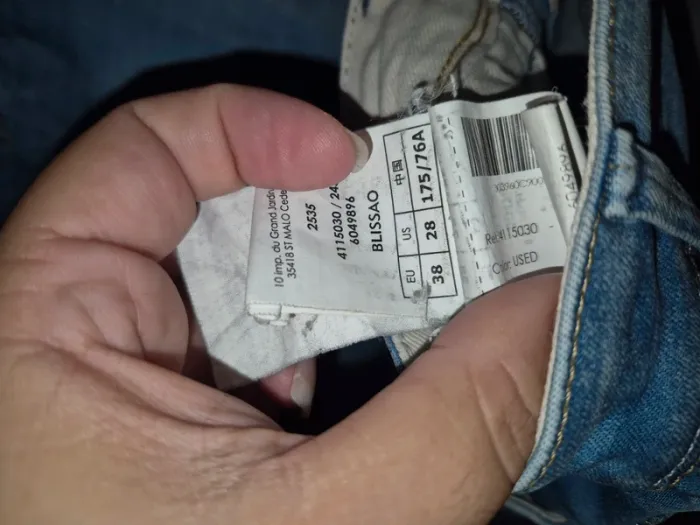 10 imp. du Grand Jardin
35418 ST MALO Cedex
2535
4115030 / 24
6049896
BLISSAO
EU US 中国
38 28 175/76A
Ref 4115030
Color USED
6049896